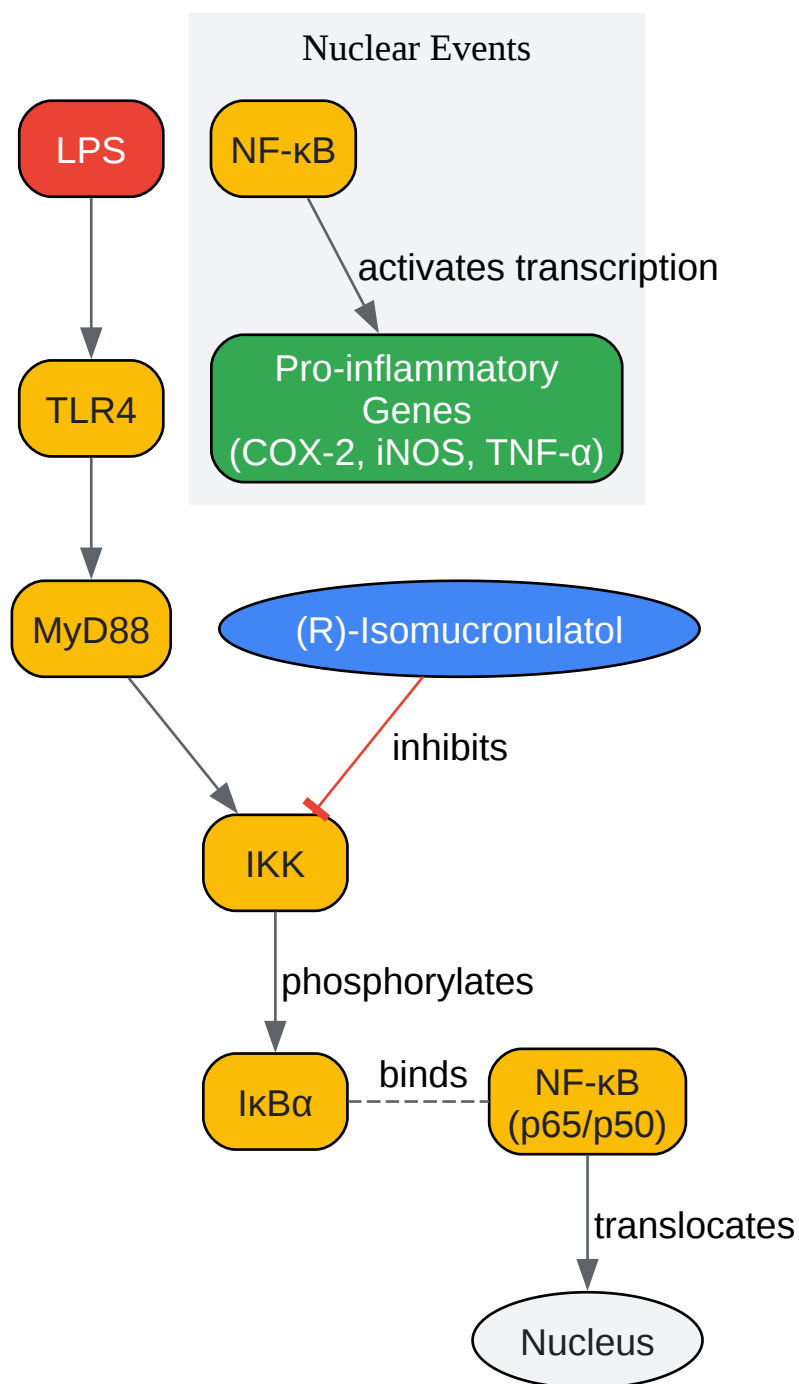 Nuclear Events
LPS
NF-κB
activates transcription
TLR4
Pro-inflammatory
Genes
(COX-2, iNOS, TNF-α)
MyD88
(R)-Isomucronulatol
inhibits
IKK
phosphorylates
IκBα
binds
NF-κB
(p65/p50)
translocates
Nucleus